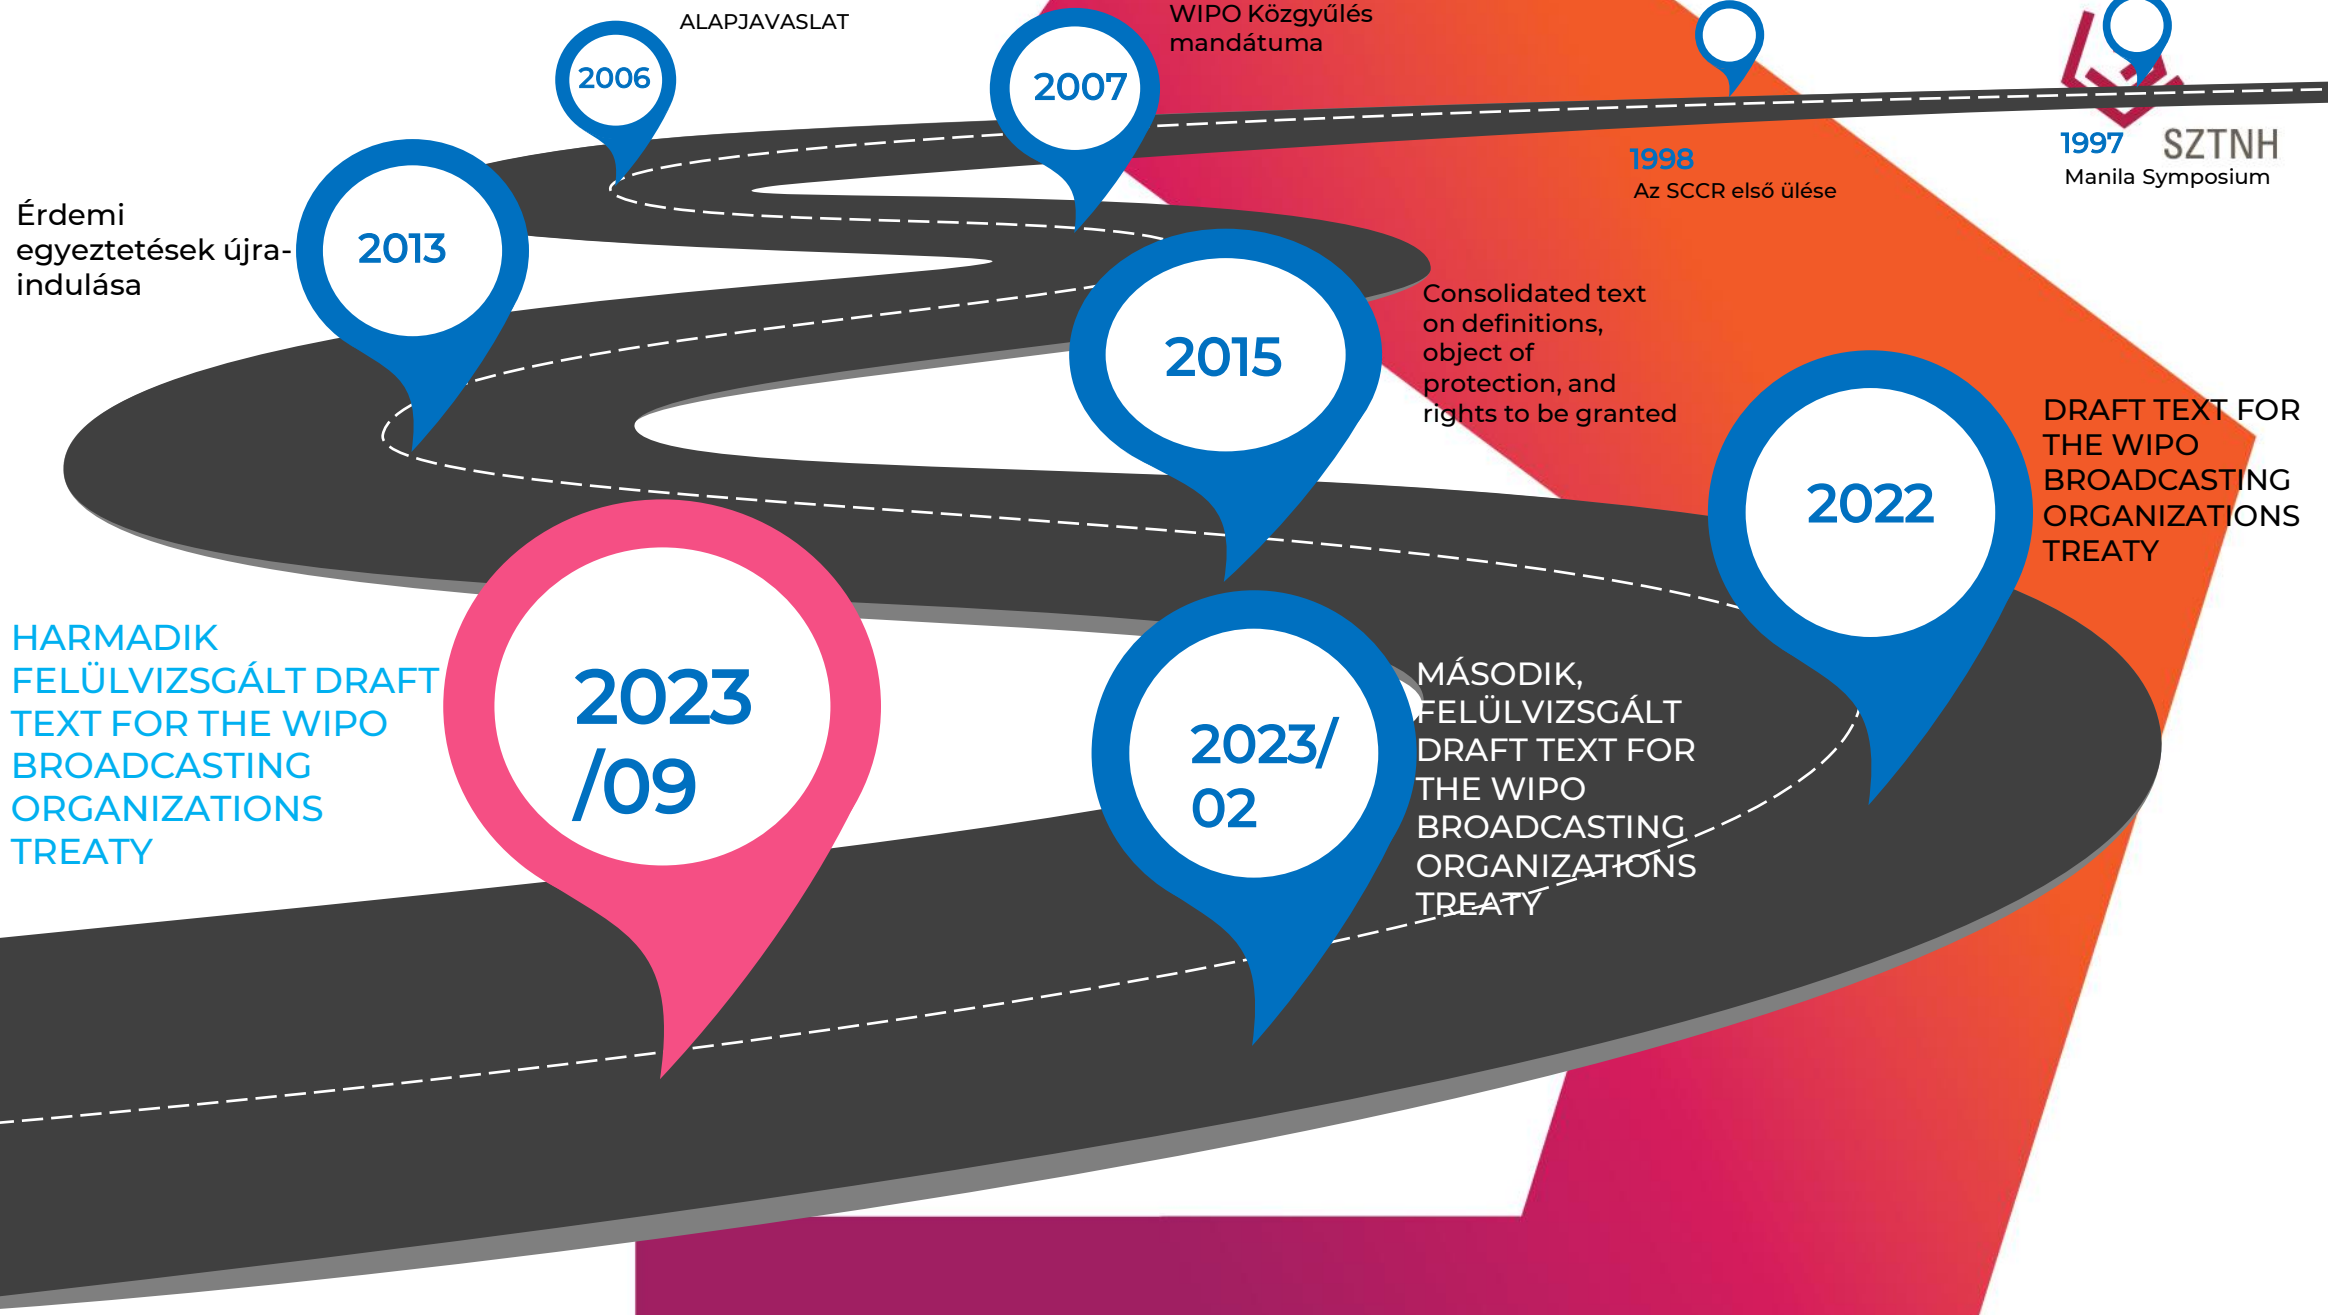 2006
ALAPJAVASLAT
2007
WIPO Közgyűlés
mandátuma
1998
Az SCCR első ülése
1997
Manila Symposium
SZTNH
Érdemi
egyeztetések újra-
indulása
2013
2015
Consolidated text
on definitions,
object of
protection, and
rights to be granted
2022
DRAFT TEXT FOR
THE WIPO
BROADCASTING
ORGANIZATIONS
TREATY
HARMADIK
FELÜLVIZSGÁLT DRAFT
TEXT FOR THE WIPO
BROADCASTING
ORGANIZATIONS
TREATY
2023
/09
2023/
02
MÁSODIK,
FELÜLVIZSGÁLT
DRAFT TEXT FOR
THE WIPO
BROADCASTING
ORGANIZATIONS
TREATY